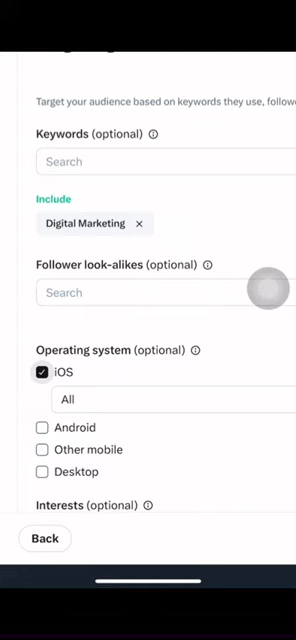 Target your audience based on keywords they use, follow
Keywords (optional)
Search
Include
Digital Marketing ×
Follower look-alikes (optional)
Search
Operating system (optional)
iOS
All
Android
Other mobile
Desktop
Interests (optional)
Back